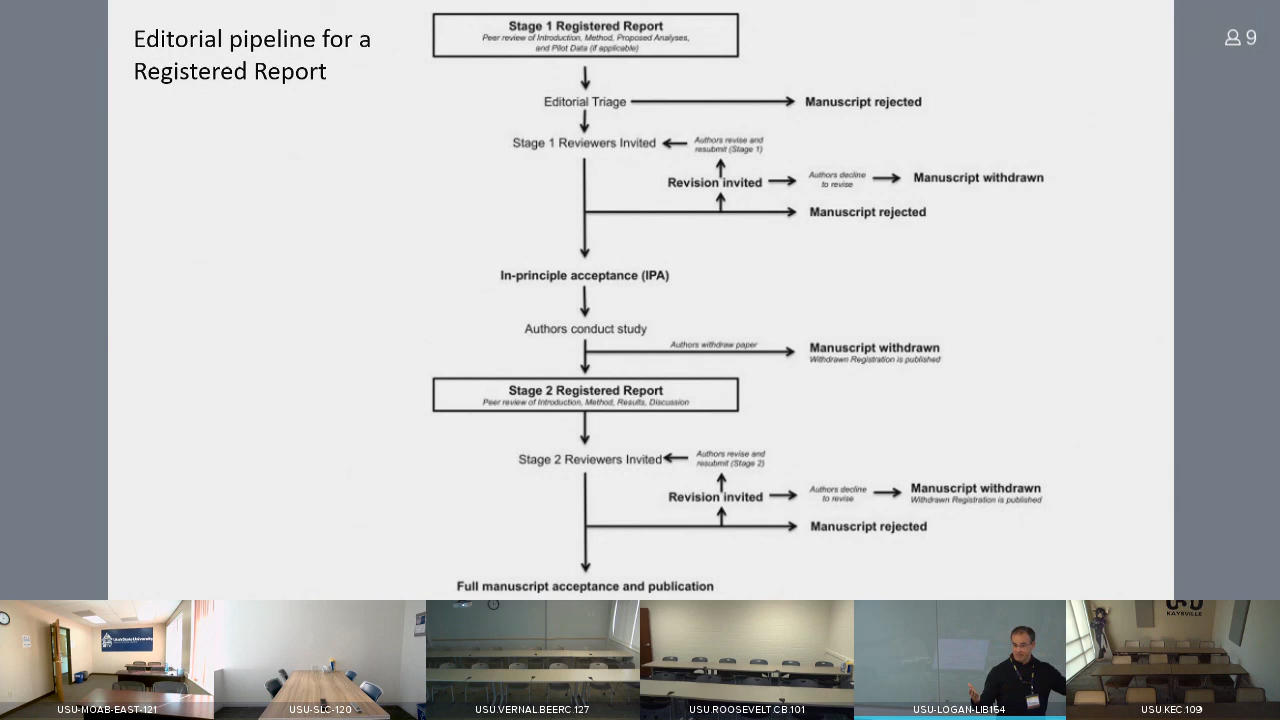 Editorial pipeline for a
Registered Report
9
Stage 1 Registered Report
Peer review of Introduction, Method, Proposed Analyses,
and Pilot Data (if applicable)
Editorial Triage
Manuscript rejected
Stage 1 Reviewers Invited
Authors revise and
resubmit (Stage 1)
Revision invited
Authors decline
to revise
Manuscript withdrawn
Manuscript rejected
In-principle acceptance (IPA)
Authors conduct study
Authors withdraw paper
Manuscript withdrawn
Withdrawn Registration is published
Stage 2 Registered Report
Peer review of Introduction, Method, Results, Discussion
Stage 2 Reviewers Invited
Authors revise and
resubmit (Stage 2)
Revision invited
Authors decline
to revise
Manuscript withdrawn
Withdrawn Registration is published
Manuscript rejected
Full manuscript acceptance and publication
UtahStateUniversity
KAYSVILLE
USU-MOAB-EAST-121
USU-SLC-120
USU.VERNAL.BEERC.127
USU.ROOSEVELT.CB.101
USU-LOGAN-LIB154
USU.KEC.109